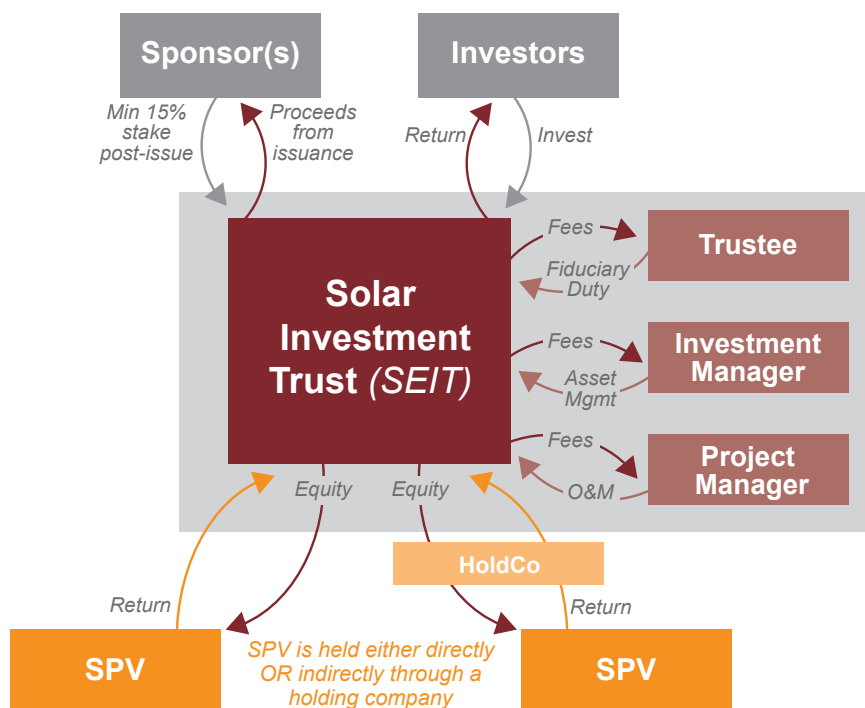 Sponsor(s)
Investors
Min 15%
stake
post-issue
Proceeds
from
issuance
Return
Invest
Solar
Investment
Trust (SEIT)
Fees
Fiduciary
Duty
Trustee
Fees
Asset
Mgmt
Investment
Manager
Fees
O&M
Project
Manager
Equity
Equity
HoldCo
Return
Return
SPV
SPV is held either directly
OR indirectly through a
holding company
SPV